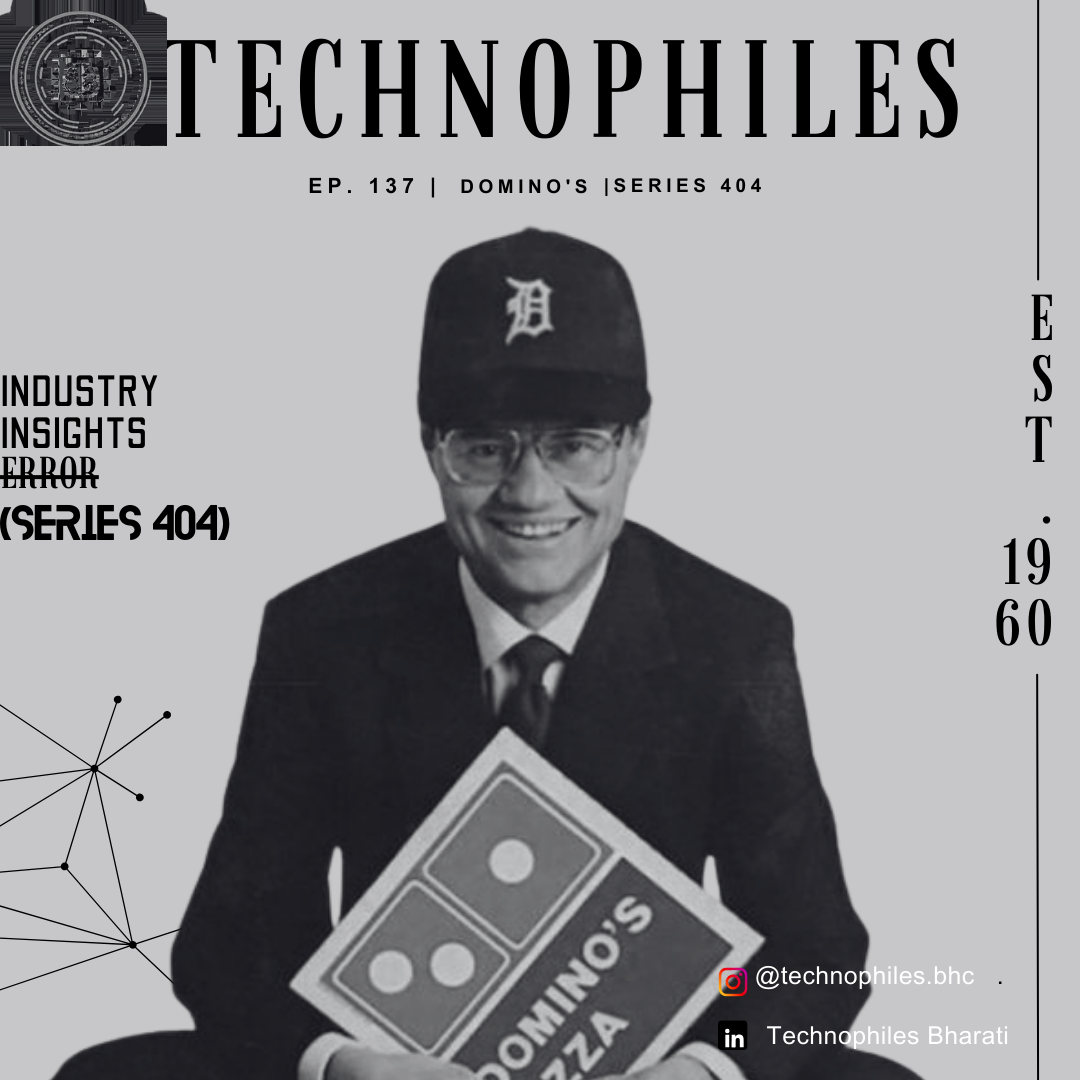 TECHNOPHILES
EP. 137 | DOMINO'S |SERIES 404
E
S
T
.
19
60
INDUSTRY
INSIGHTS
ERROR
(SERIES 404)
D
DOMINO'S
ZZA
@technophiles.bhc .
in Technophiles Bharati